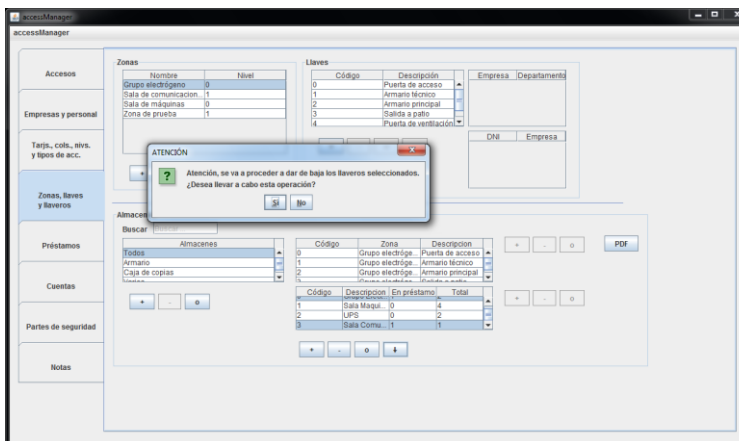 accessManager
accessManager
Accesos
Empresas y personal
Tarjs., cols., nivs.
y tipos de acc.
Zonas, llaves
y llaveros
Préstamos
Cuentas
Partes de seguridad
Notas
Zonas
Nombre Nivel
Grupo electrógeno 0
Sala de comunicacion... 1
Sala de máquinas 0
Zona de prueba 1
+
Llaves
Código Descripción
0 Puerta de acceso
1 Armario técnico
2 Armario principal
3 Salida a patio
4 Puerta de ventilación
Empresa Departamento
DNI Empresa
ATENCIÓN
Atención, se va a proceder a dar de baja los llaveros seleccionados.
¿Desea llevar a cabo esta operación?
Sí No
Almacen
Buscar Buscar...
Almacenes
Todos
Armario
Caja de copias
+ - o
Código Zona Descripcion
0 Grupo electróge... Puerta de acceso
1 Grupo electróge... Armario técnico
2 Grupo electróge... Armario principal
+ - o
PDF
Código Descripcion En préstamo Total
1 Sala Maqui... 0 4
2 UPS 0 2
3 Sala Comu... 1 1
+ - o
+ - o